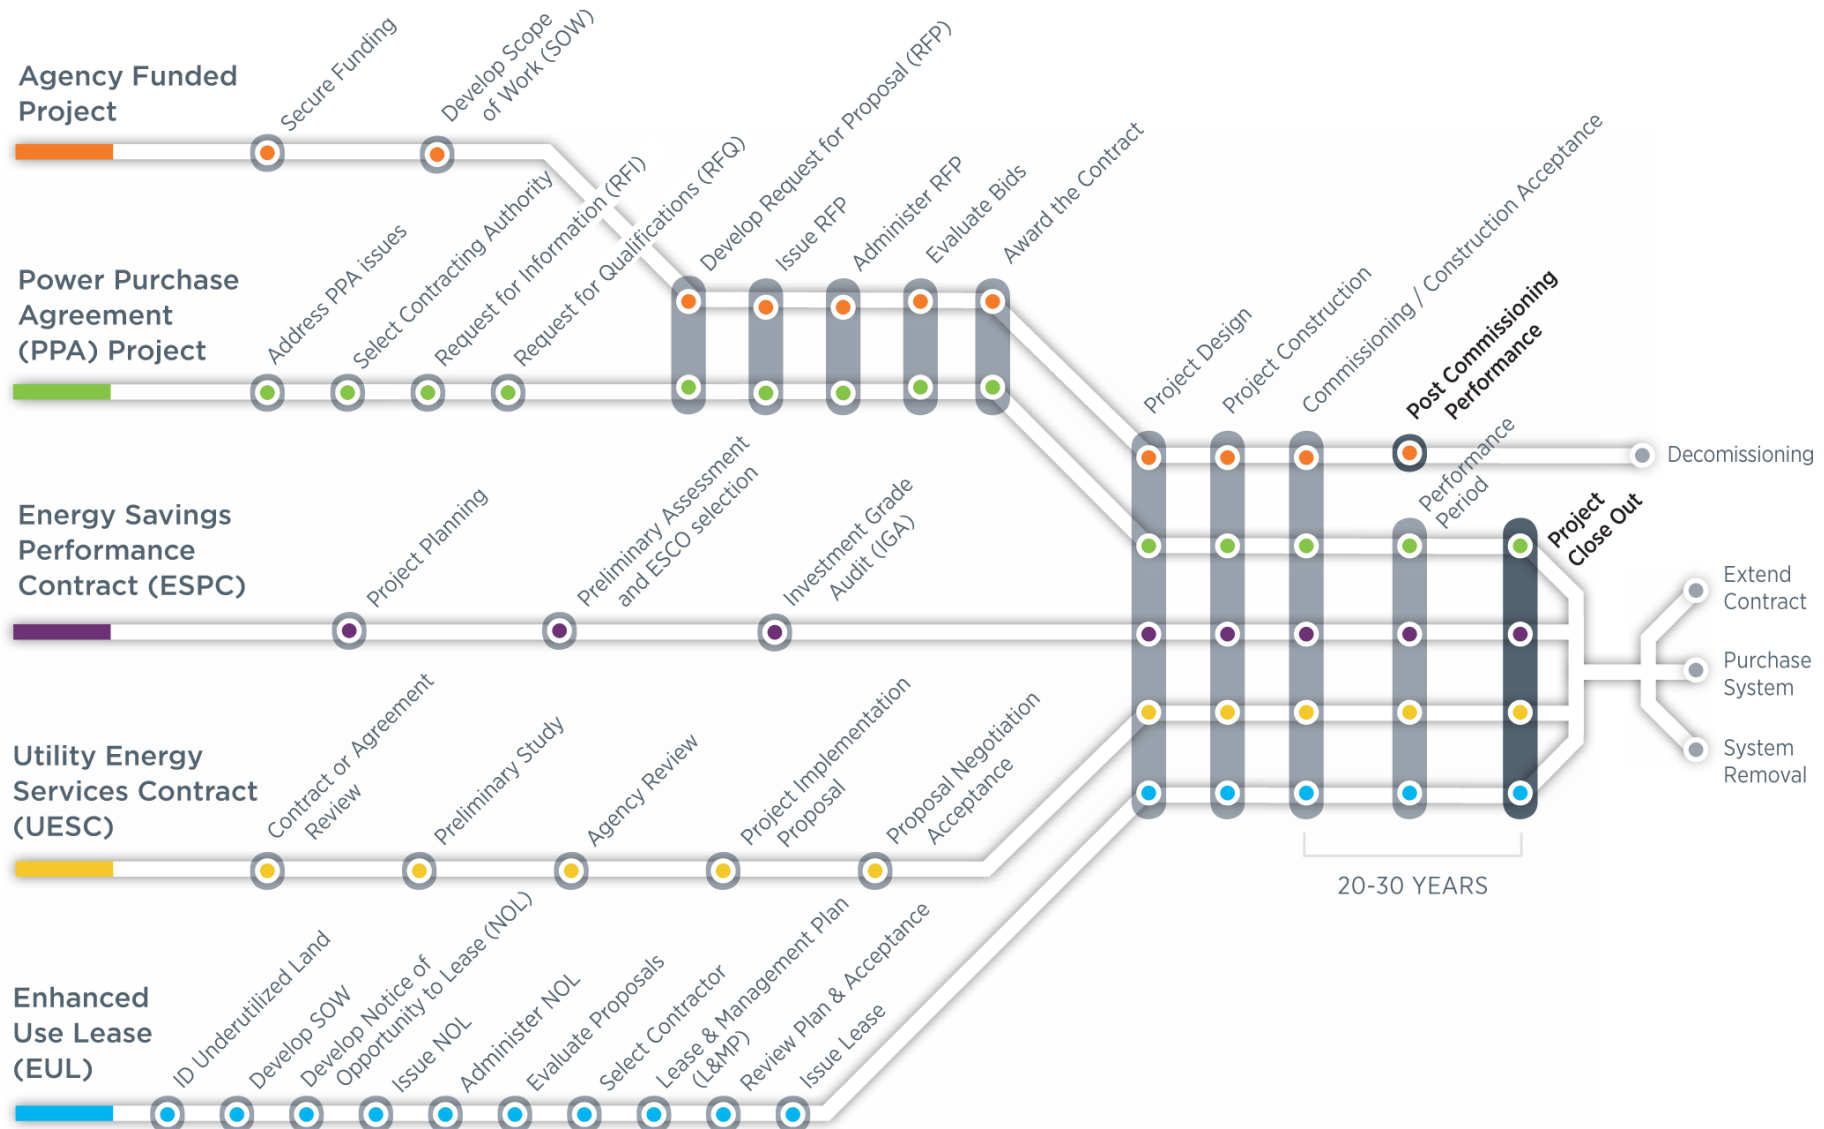 Agency Funded
Project
Secure Funding
Develop Scope
of Work (SOW)
Power Purchase
Agreement
(PPA) Project
Address PPA issues
Select Contracting Authority
Request for Information (RFI)
Request for Qualifications (RFQ)
Develop Request for Proposal (RFP)
Issue RFP
Administer RFP
Evaluate Bids
Award the Contract
Project Design
Project Construction
Commissioning / Construction Acceptance
Post Commissioning
Performance
Decomissioning
Performance
Period
Project
Close Out
Energy Savings
Performance
Contract (ESPC)
Project Planning
Preliminary Assessment
and ESCO selection
Investment Grade
Audit (IGA)
Extend
Contract
Purchase
System
System
Removal
Utility Energy
Services Contract
(UESC)
Contract or Agreement
Review
Preliminary Study
Agency Review
Project Implementation
Proposal
Proposal Negotiation
Acceptance
20-30 YEARS
Enhanced
Use Lease
(EUL)
ID Underutilized Land
Develop SOW
Develop Notice of
Opportunity to Lease (NOL)
Issue NOL
Administer NOL
Evaluate Proposals
Select Contractor
Lease & Management Plan
(L&MP)
Review Plan & Acceptance
Issue Lease